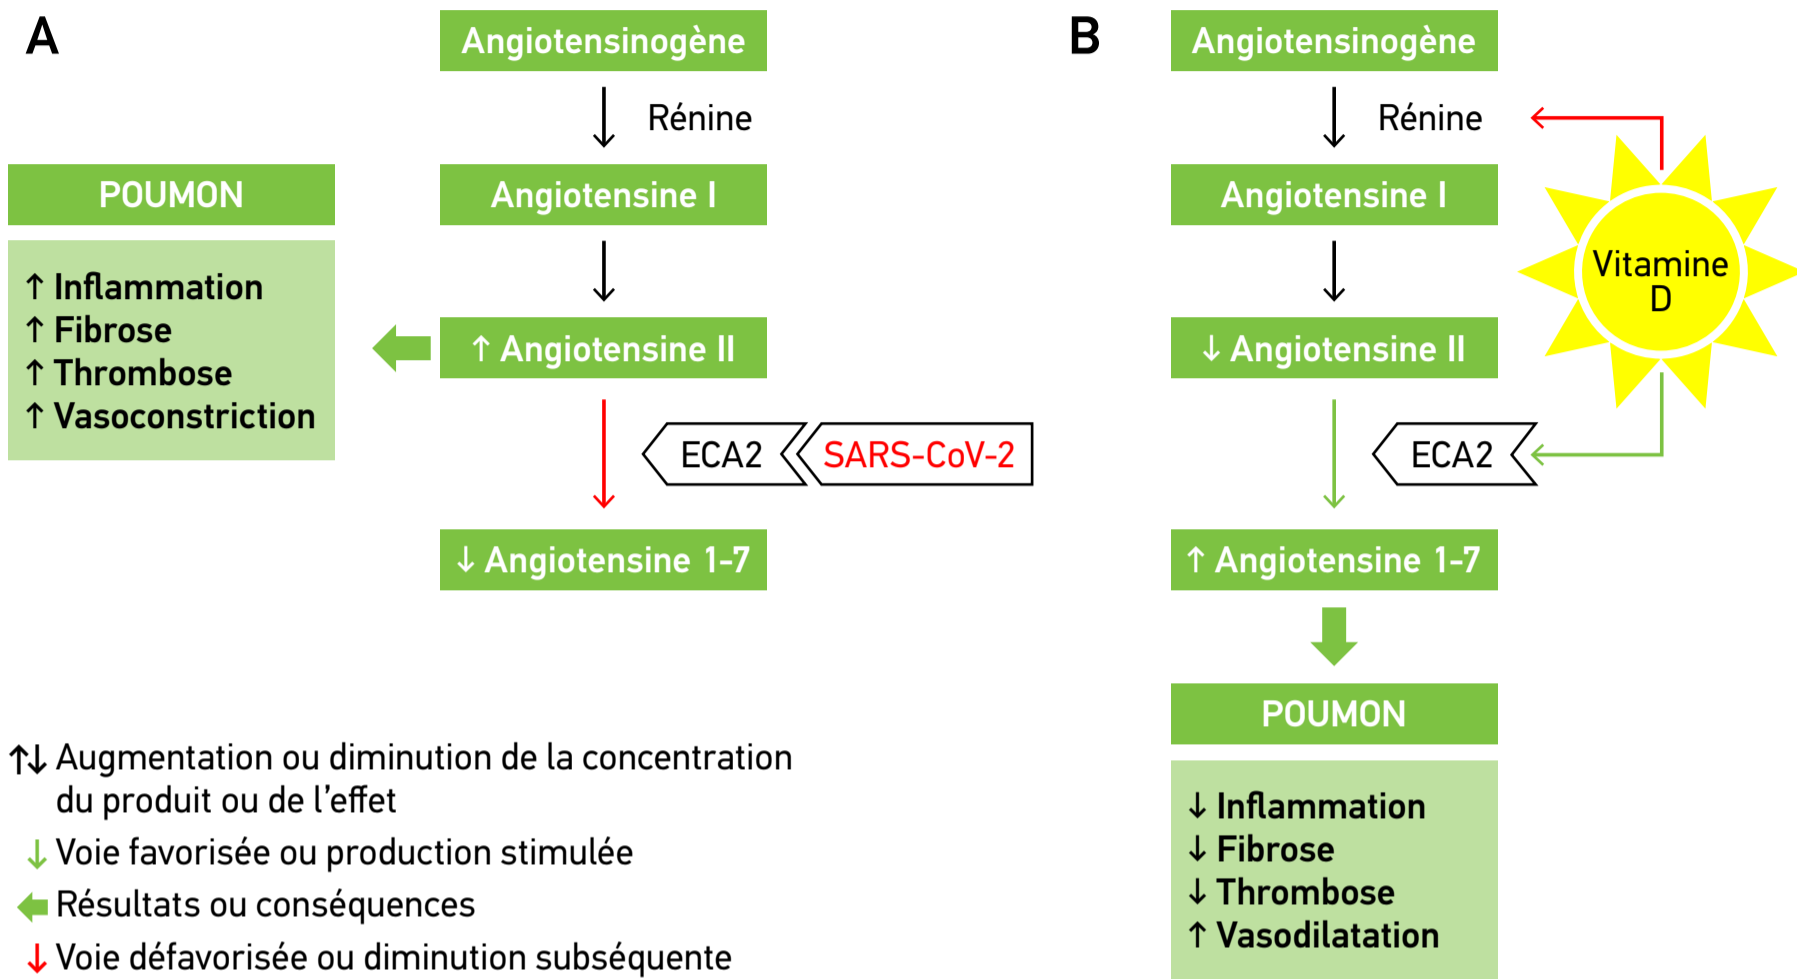 A
Angiotensinogène
Rénine
Angiotensine I
POUMON
↑ Inflammation
↑ Fibrose
↑ Thrombose
↑ Vasoconstriction
↑ Angiotensine II
ECA2
SARS-CoV-2
↓ Angiotensine 1-7
↑↓ Augmentation ou diminution de la concentration
du produit ou de l'effet
↓ Voie favorisée ou production stimulée
Résultats ou conséquences
↓ Voie défavorisée ou diminution subséquente
B
Angiotensinogène
Rénine
Angiotensine I
Vitamine
D
↓ Angiotensine II
ECA2
↑ Angiotensine 1-7
POUMON
↓ Inflammation
↓ Fibrose
↓ Thrombose
↑ Vasodilatation